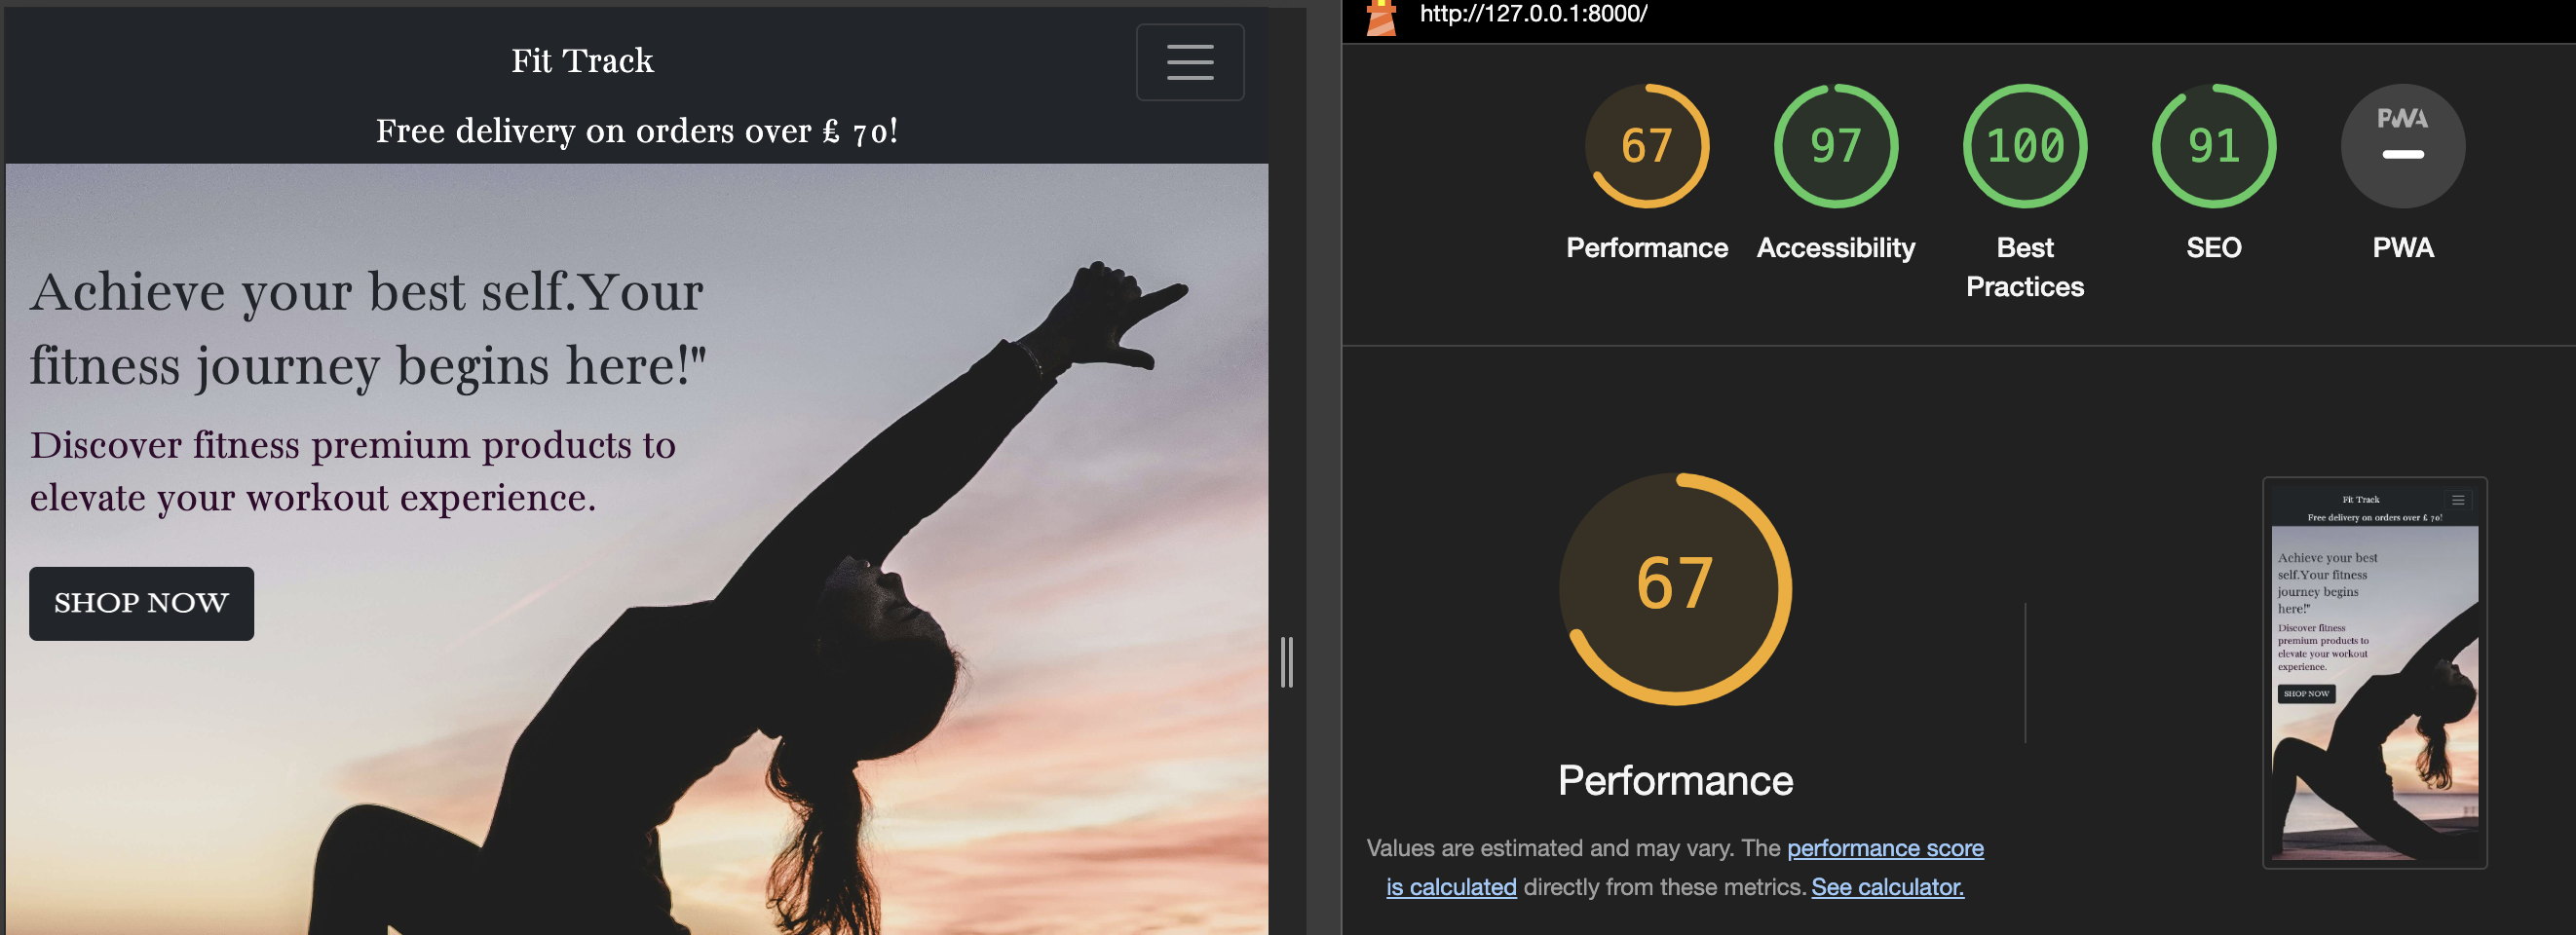 Fit Track
Free delivery on orders over £ 70!
Achieve your best self.Your
fitness journey begins here!"
Discover fitness premium products to
elevate your workout experience.
SHOP NOW
http://127.0.0.1:8000/
67
97
100
91
PWA
Performance
Accessibility
Best
Practices
SEO
PWA
67
Performance
Values are estimated and may vary. The performance score
is calculated directly from these metrics. See calculator.
Fit Track
Free delivery on orders over £ 70!
Achieve your best
self.Your fitness
journey begins
here!"
Discover fitness
premium products to
elevate your workout
experience.
SHOP NOW